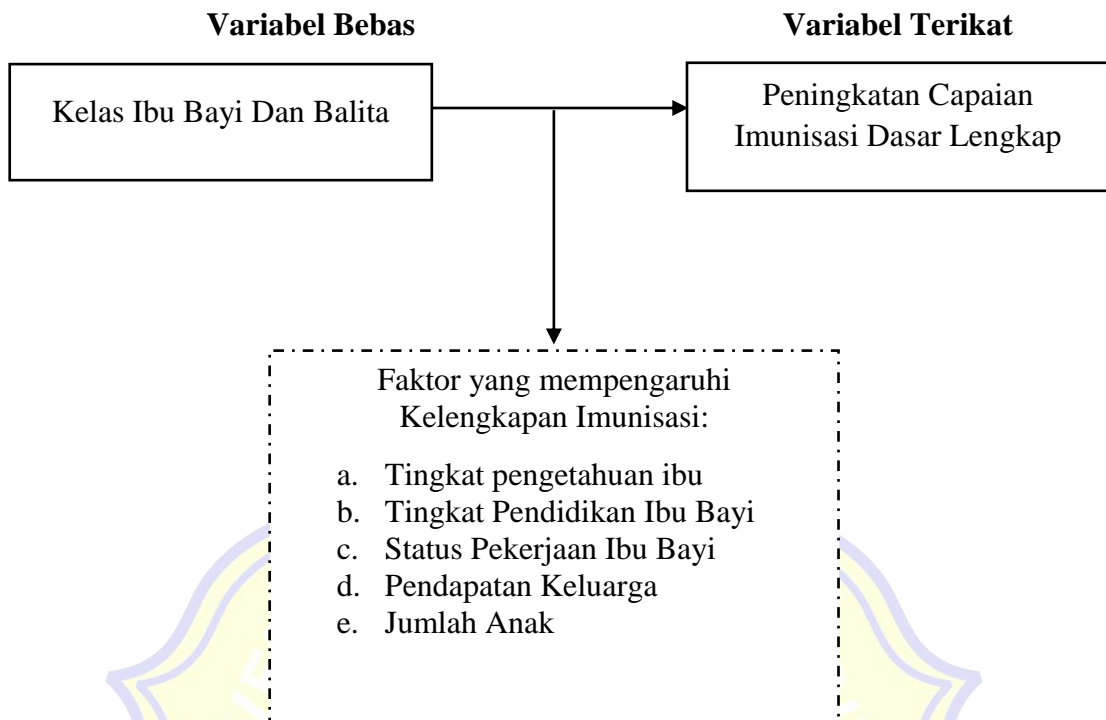 Variabel Bebas
Variabel Terikat
Kelas Ibu Bayi Dan Balita
Peningkatan Capaian
Imunisasi Dasar Lengkap
Faktor yang mempengaruhi
Kelengkapan Imunisasi:
a. Tingkat pengetahuan ibu
b. Tingkat Pendidikan Ibu Bayi
c. Status Pekerjaan Ibu Bayi
d. Pendapatan Keluarga
e. Jumlah Anak